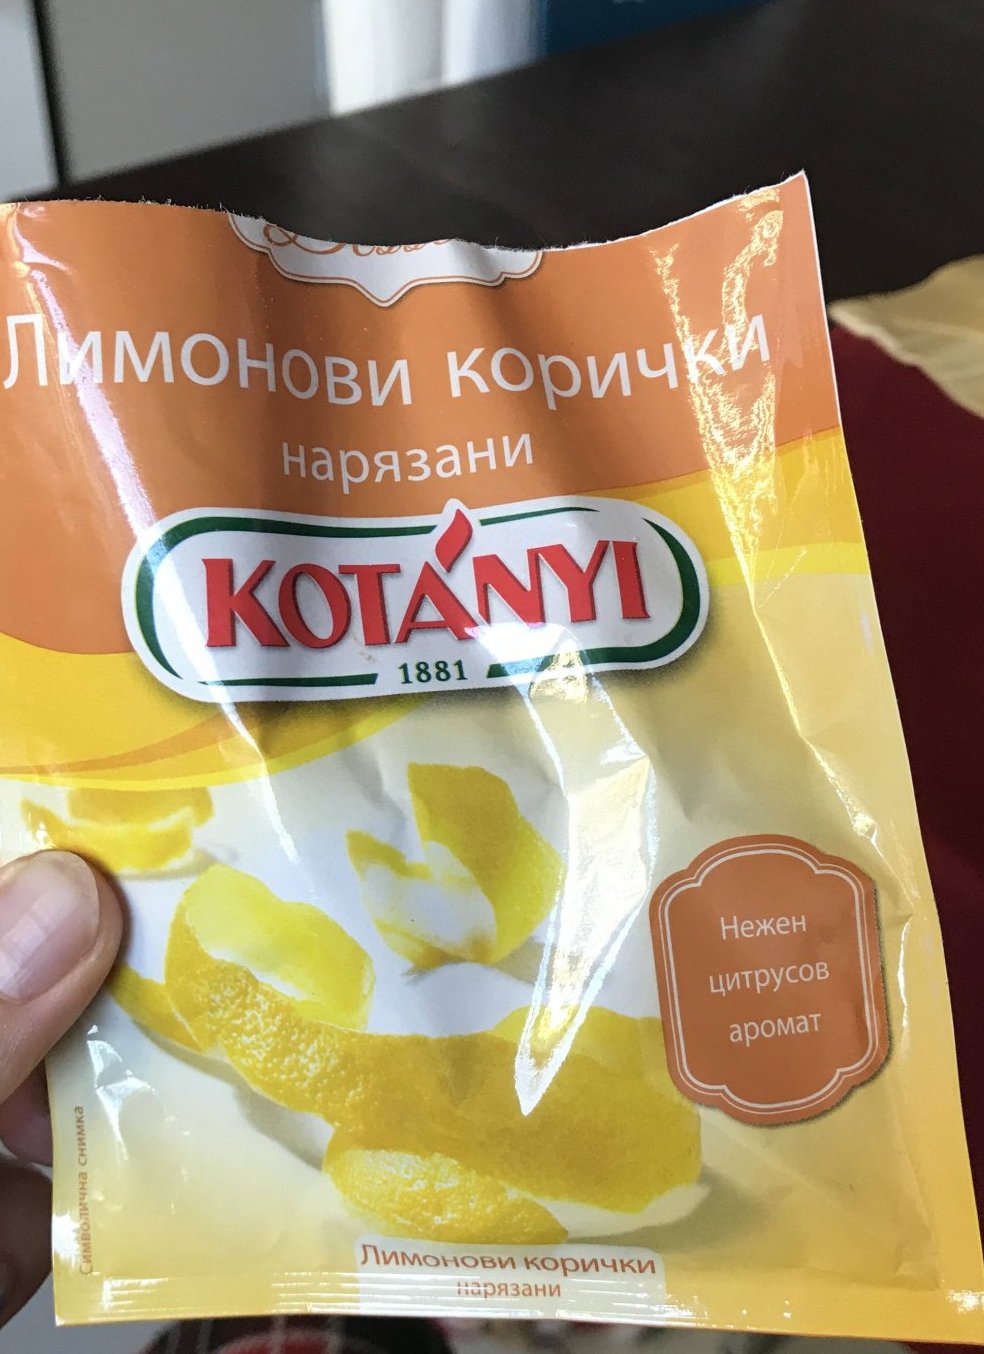 Лимонови корички
нарязани
KOTÁNYI
1881
Нежен
цитрусов
аромат
Символична снимка
Лимонови корички
нарязани